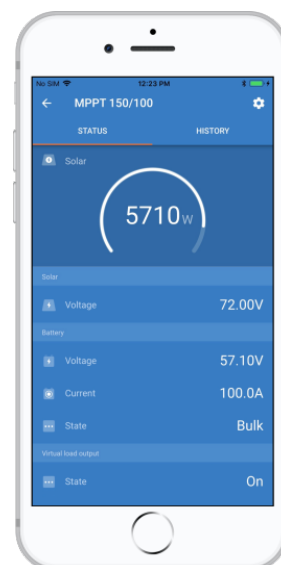 No SIM 12:23 PM
MPPT 150/100
STATUS HISTORY
Solar
5710W
Solar
Voltage 72.00V
Battery
Voltage 57.10V
Current 100.0A
State Bulk
Virtual load output
State On